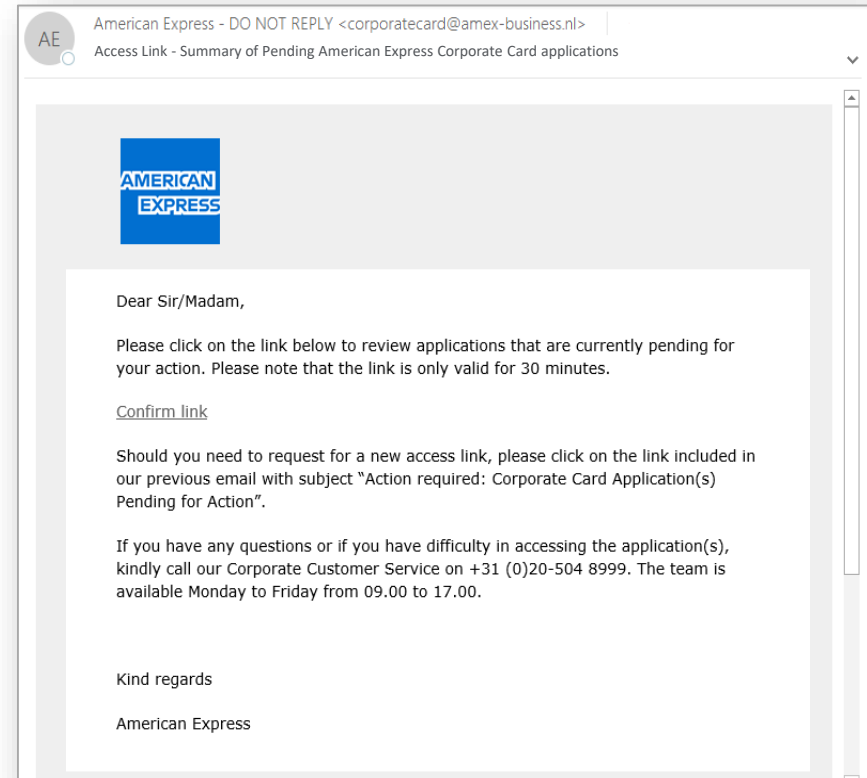 AE
American Express - DO NOT REPLY <corporatecard@amex-business.nl>
Access Link - Summary of Pending American Express Corporate Card applications
AMERICAN
EXPRESS
Dear Sir/Madam,
Please click on the link below to review applications that are currently pending for
your action. Please note that the link is only valid for 30 minutes.
Confirm link
Should you need to request for a new access link, please click on the link included in
our previous email with subject “Action required: Corporate Card Application(s)
Pending for Action”.
If you have any questions or if you have difficulty in accessing the application(s),
kindly call our Corporate Customer Service on +31 (0)20-504 8999. The team is
available Monday to Friday from 09.00 to 17.00.
Kind regards
American Express